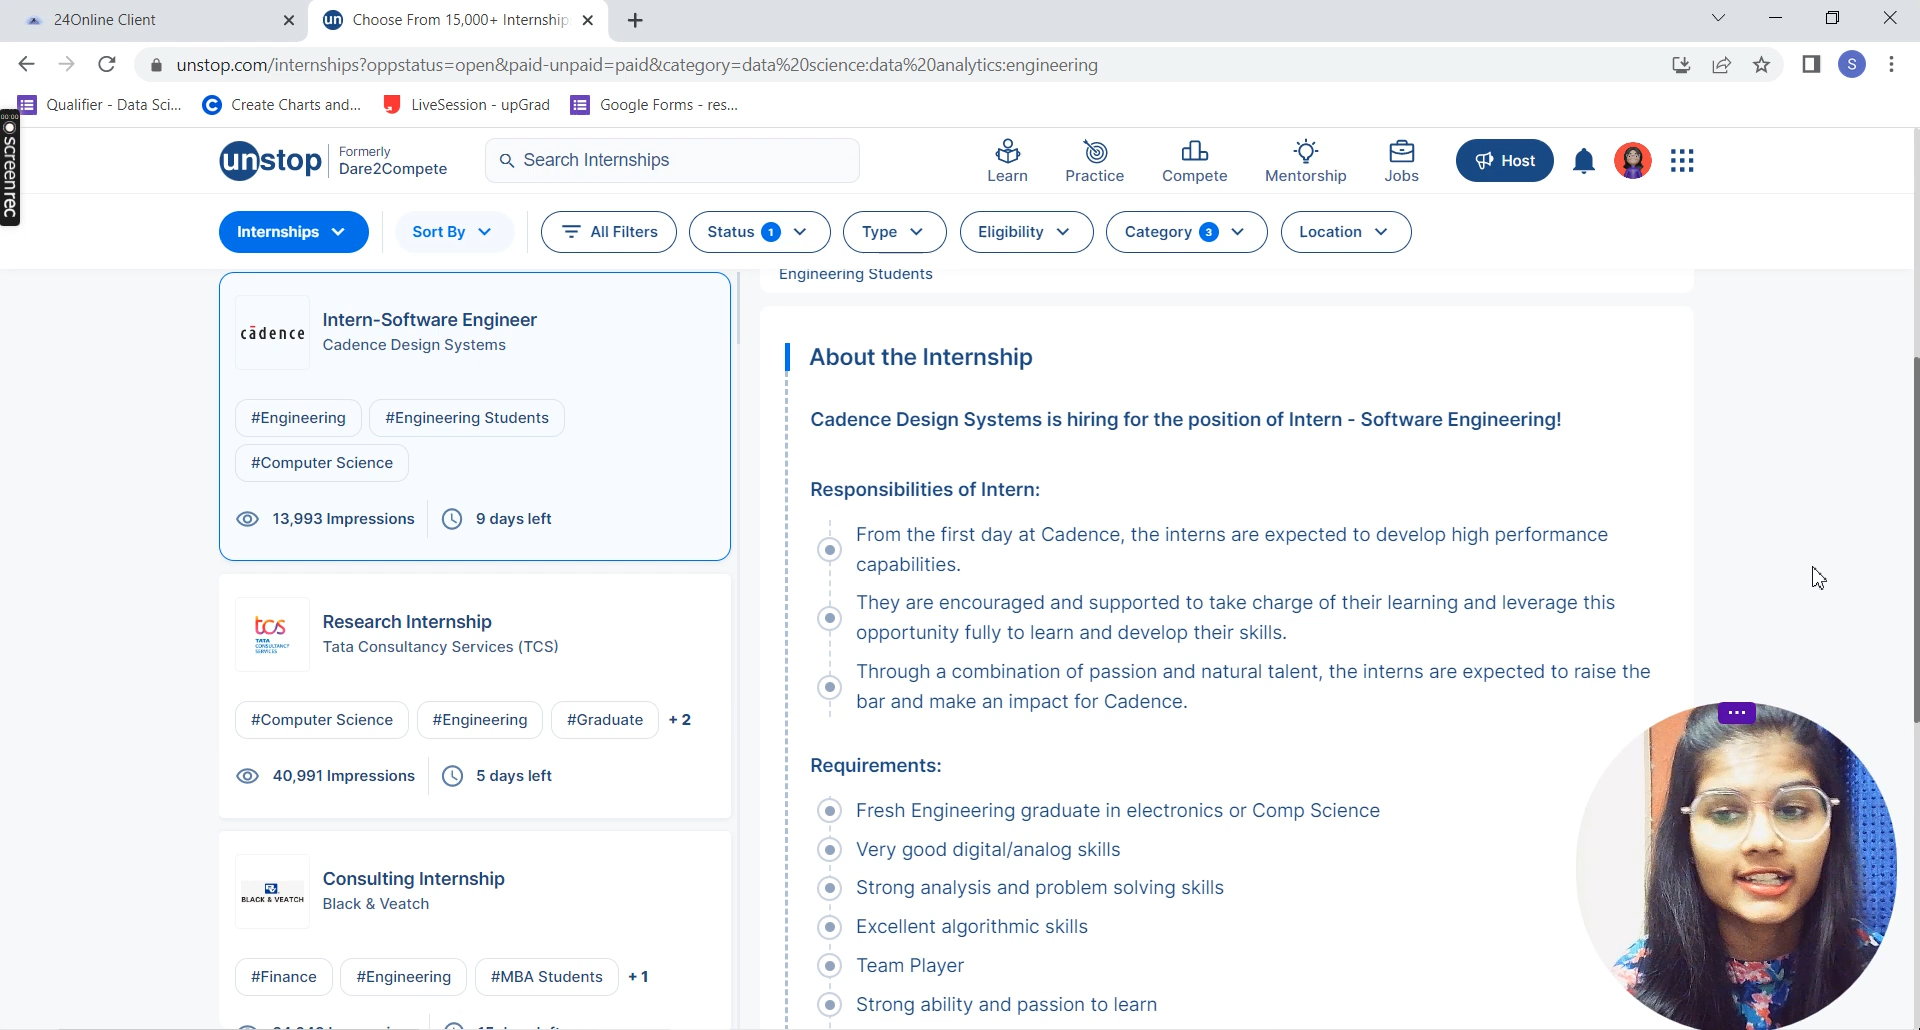 24Online Client
un Choose From 15,000+ Internship
unstop.com/internships?oppstatus=open&paid-unpaid=paid&category=data%20science:data%20analytics:engineering
S
Qualifier - Data Sci...
C Create Charts and...
LiveSession - upGrad
Google Forms - res...
00:00
screenrec
unstop
Formerly
Dare2Compete
Search Internships
Learn
Practice
Compete
Mentorship
Jobs
Host
Internships
Sort By
All Filters
Status 1
Type
Eligibility
Category 3
Location
cādence
Intern-Software Engineer
Cadence Design Systems
#Engineering
#Engineering Students
#Computer Science
13,993 Impressions
9 days left
tcs
TATA
CONSULTANCY
SERVICES
Research Internship
Tata Consultancy Services (TCS)
#Computer Science
#Engineering
#Graduate
+ 2
40,991 Impressions
5 days left
BLACK & VEATCH
Consulting Internship
Black & Veatch
#Finance
#Engineering
#MBA Students
+ 1
Engineering Students
About the Internship
Cadence Design Systems is hiring for the position of Intern - Software Engineering!
Responsibilities of Intern:
From the first day at Cadence, the interns are expected to develop high performance
capabilities.
They are encouraged and supported to take charge of their learning and leverage this
opportunity fully to learn and develop their skills.
Through a combination of passion and natural talent, the interns are expected to raise the
bar and make an impact for Cadence.
Requirements:
Fresh Engineering graduate in electronics or Comp Science
Very good digital/analog skills
Strong analysis and problem solving skills
Excellent algorithmic skills
Team Player
Strong ability and passion to learn